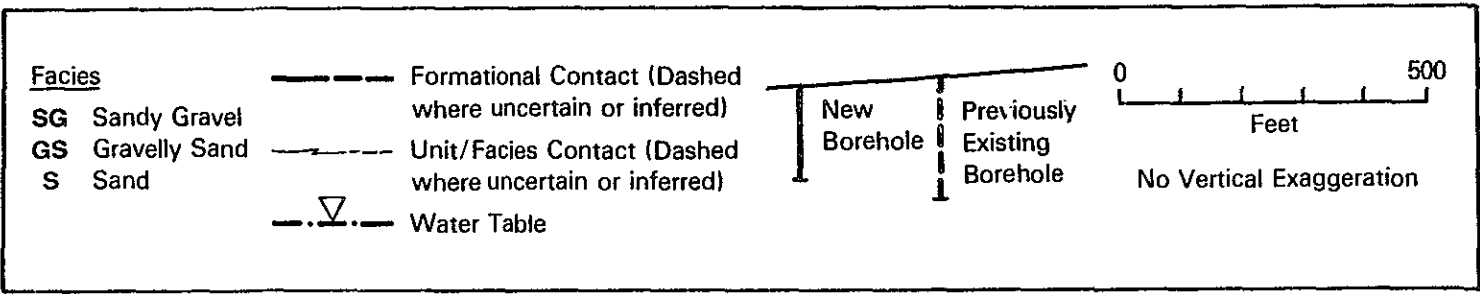 Facies
SG Sandy Gravel
GS Gravelly Sand
S Sand
Formational Contact (Dashed
where uncertain or inferred)
Unit/Facies Contact (Dashed
where uncertain or inferred)
Water Table
New
Borehole
Previously
Existing
Borehole
0 500
Feet
No Vertical Exaggeration